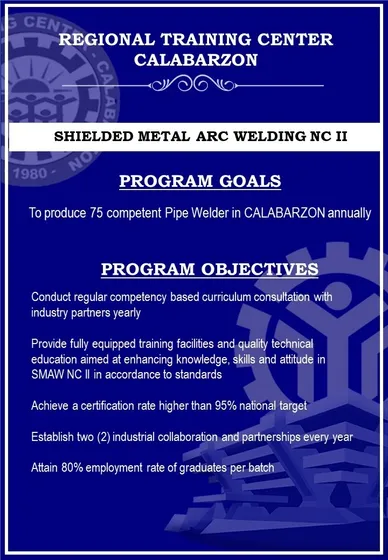 REGIONAL TRAINING CENTER
CALABARZON
SHIELDED METAL ARC WELDING NC II
PROGRAM GOALS
To produce 75 competent Pipe Welder in CALABARZON annually
PROGRAM OBJECTIVES
Conduct regular competency based curriculum consultation with
industry partners yearly
Provide fully equipped training facilities and quality technical
education aimed at enhancing knowledge, skills and attitude in
SMAW NC II in accordance to standards
Achieve a certification rate higher than 95% national target
Establish two (2) industrial collaboration and partnerships every year
Attain 80% employment rate of graduates per batch
- 1980 -